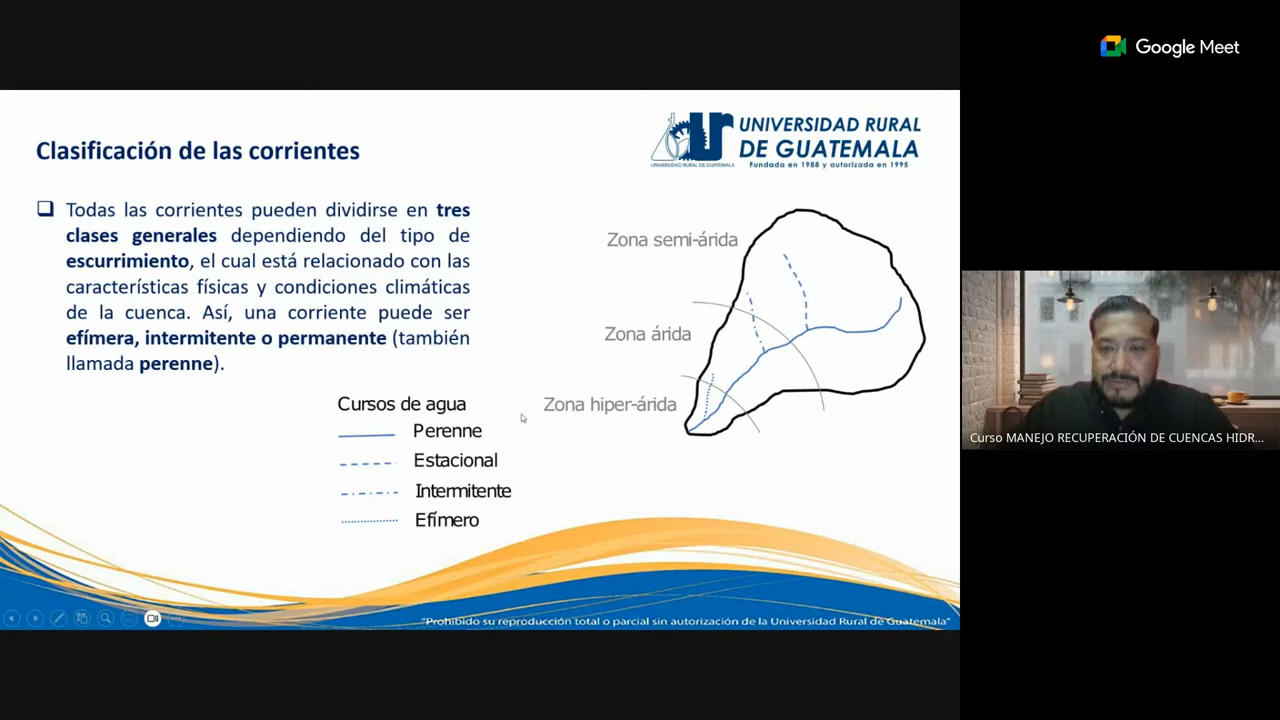 Google Meet
Clasificación de las corrientes
UNIVERSIDAD RURAL
DE GUATEMALA
Fundada en 1988 y autorizada en 1995
UNIVERSIDAD RURAL DE GUATEMALA
❑ Todas las corrientes pueden dividirse en tres
clases generales dependiendo del tipo de
escurrimiento, el cual está relacionado con las
características físicas y condiciones climáticas
de la cuenca. Así, una corriente puede ser
efímera, intermitente o permanente (también
llamada perenne).
Zona semi-árida
Zona árida
Zona hiper-árida
Cursos de agua
Perenne
Estacional
Intermitente
Efímero
Curso MANEJO RECUPERACIÓN DE CUENCAS HIDR...
"Prohibido su reproducción total o parcial sin autorización de la Universidad Rural de Guatemala"